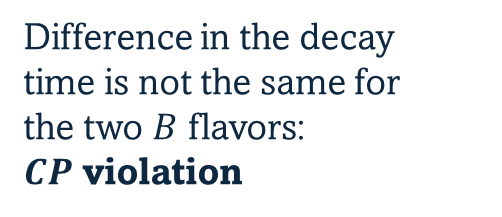 Difference in the decay
time is not the same for
the two B flavors:
CP violation